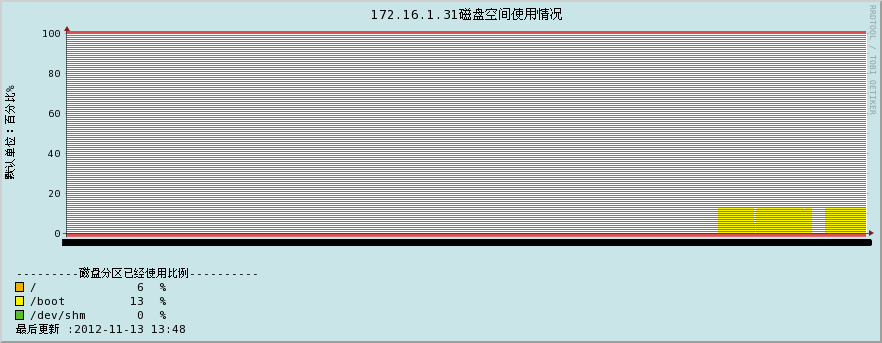 172.16.1.31磁盘空间使用情况
RRDTOOL / TOBI OETIKER
默认单位：百分比%
100
80
60
40
20
0
---------磁盘分区已经使用比例----------
/ 6 %
/boot 13 %
/dev/shm 0 %
最后更新 :2012-11-13 13:48